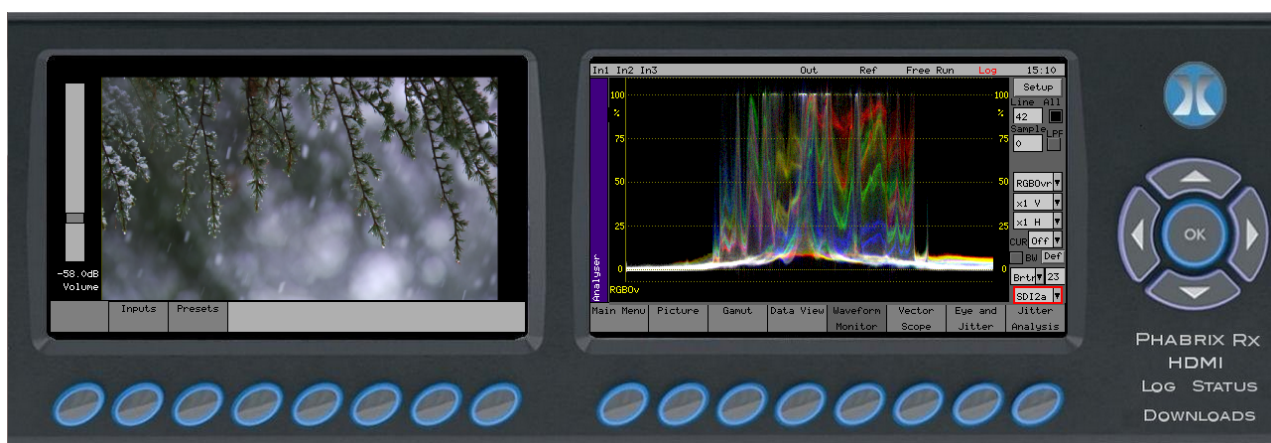 -58.0dB
Volume
Inputs Presets
In1 In2 In3 Out Ref Free Run Log 15:10
Analyser
100
%
75
50
25
0
RGBOv
100
%
75
50
25
0
Setup
Line All
42
Sample LPF
0
RGBOvr
x1 V
x1 H
CUR Off
BW Def
Brtr 23
SDI2a
Main Menu Picture Gamut Data View Waveform Monitor Vector Scope Eye and Jitter Jitter Analysis
OK
PHABRIX RX
HDMI
LOG STATUS
DOWNLOADS